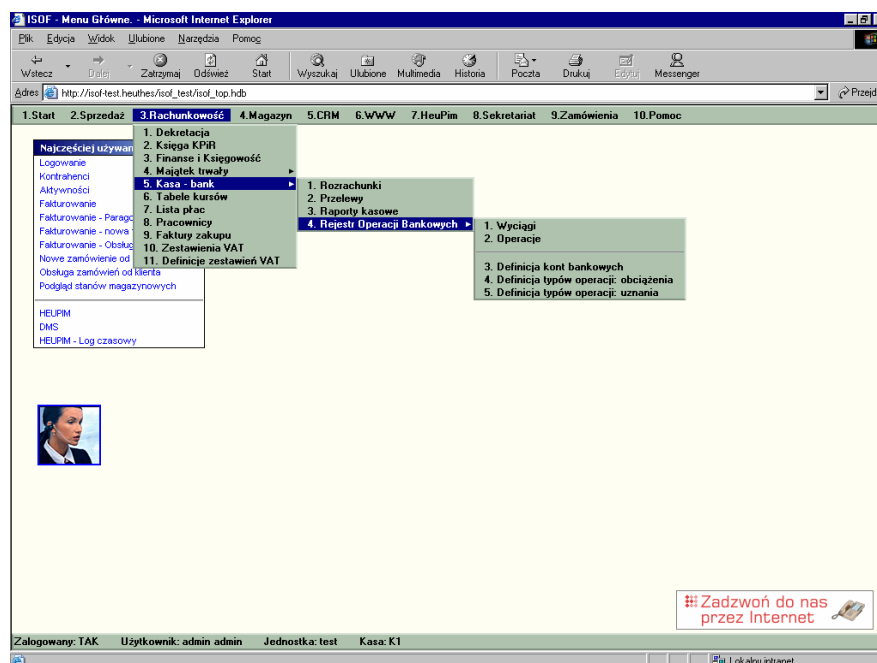 ISOF - Menu Główne. - Microsoft Internet Explorer
Plik Edycja Widok Ulubione Narzędzia Pomoc
Wstecz Dalej Zatrzymaj Odśwież Start Wyszukaj Ulubione Multimedia Historia Poczta Drukuj Edytuj Messenger
Adres http://isof-test.heuthes/isof_test/isof_top.hdb Przejdź
1.Start 2.Sprzedaż 3.Rachunkowość 4.Magazyn 5.CRM 6.WWW 7.HeuPim 8.Sekretariat 9.Zamówienia 10.Pomoc
1. Dekretacja
2. Księga KPiR
3. Finanse i Księgowość
4. Majątek trwały
5. Kasa - bank
6. Tabele kursów
7. Lista płac
8. Pracownicy
9. Faktury zakupu
10. Zestawienia VAT
11. Definicje zestawień VAT
1. Rozrachunki
2. Przelewy
3. Raporty kasowe
4. Rejestr Operacji Bankowych
1. Wyciągi
2. Operacje
3. Definicja kont bankowych
4. Definicja typów operacji: obciążenia
5. Definicja typów operacji: uznania
Najczęściej używan
Logowanie
Kontrahenci
Aktywności
Fakturowanie
Fakturowanie - Parago
Fakturowanie - nowa
Fakturowanie - Obsług
Nowe zamówienie od
Obsługa zamówień od klienta
Podgląd stanów magazynowych
HEUPIM
DMS
HEUPIM - Log czasowy
Zadzwoń do nas
przez Internet
Zalogowany: TAK Użytkownik: admin admin Jednostka: test Kasa: K1
Lokalny intranet